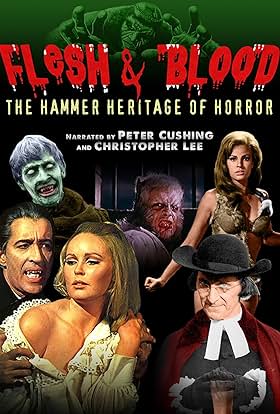 FLESH & BLOOD
THE HAMMER HERITAGE OF HORROR
NARRATED BY PETER CUSHING
AND CHRISTOPHER LEE